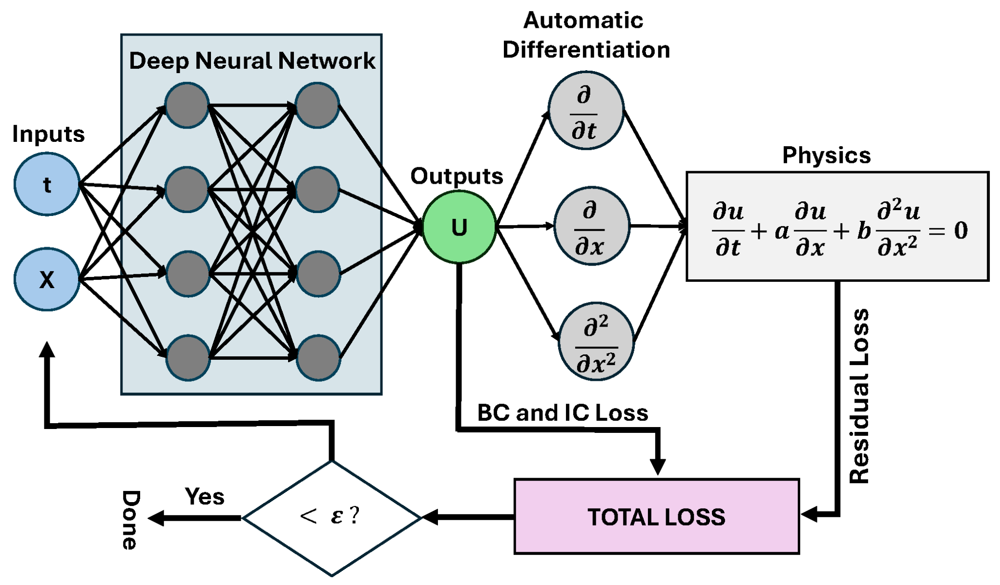 Automatic
Differentiation
Deep Neural Network
Inputs
t
X
Outputs
U
∂/∂t
∂/∂x
∂²/∂x²
Physics
∂u/∂t + a ∂u/∂x + b ∂²u/∂x² = 0
BC and IC Loss
Residual Loss
TOTAL LOSS
< ε ?
Yes
Done